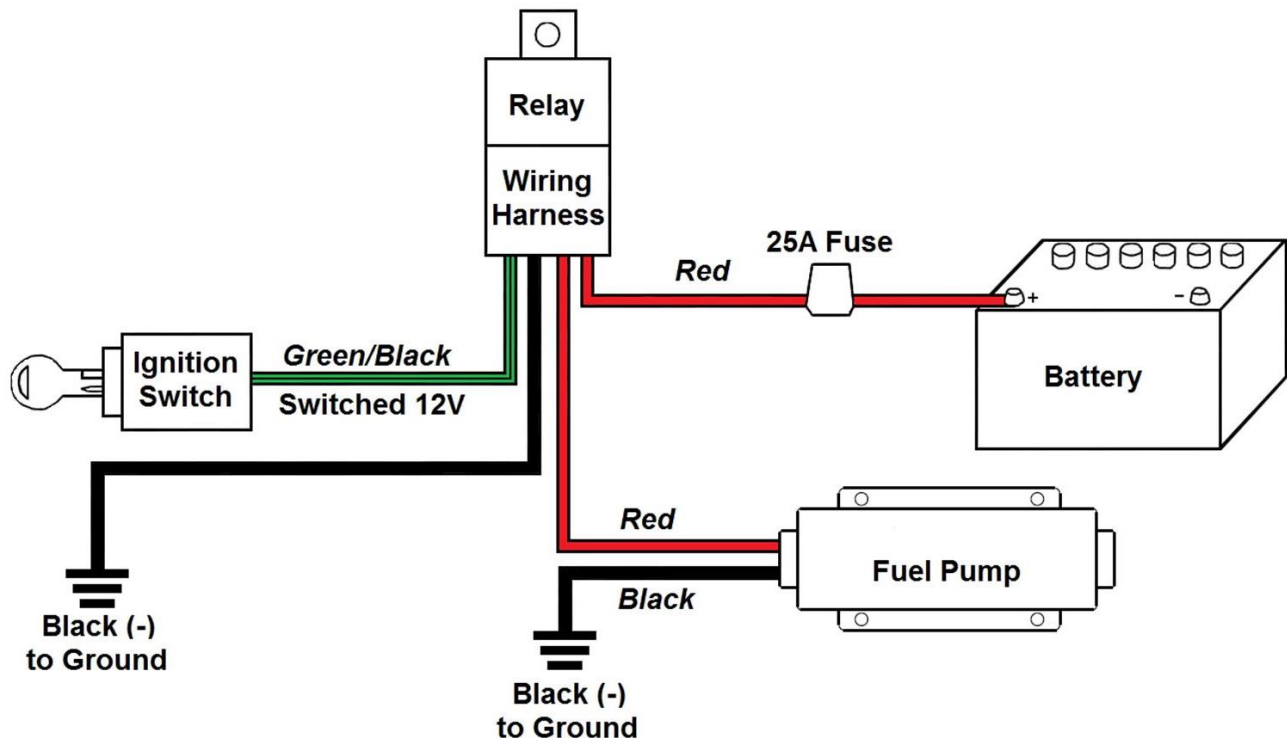 Relay
Wiring
Harness
25A Fuse
Red
+
-
Battery
Ignition
Switch
Green/Black
Switched 12V
Red
Black
Fuel Pump
Black (-)
to Ground
Black (-)
to Ground